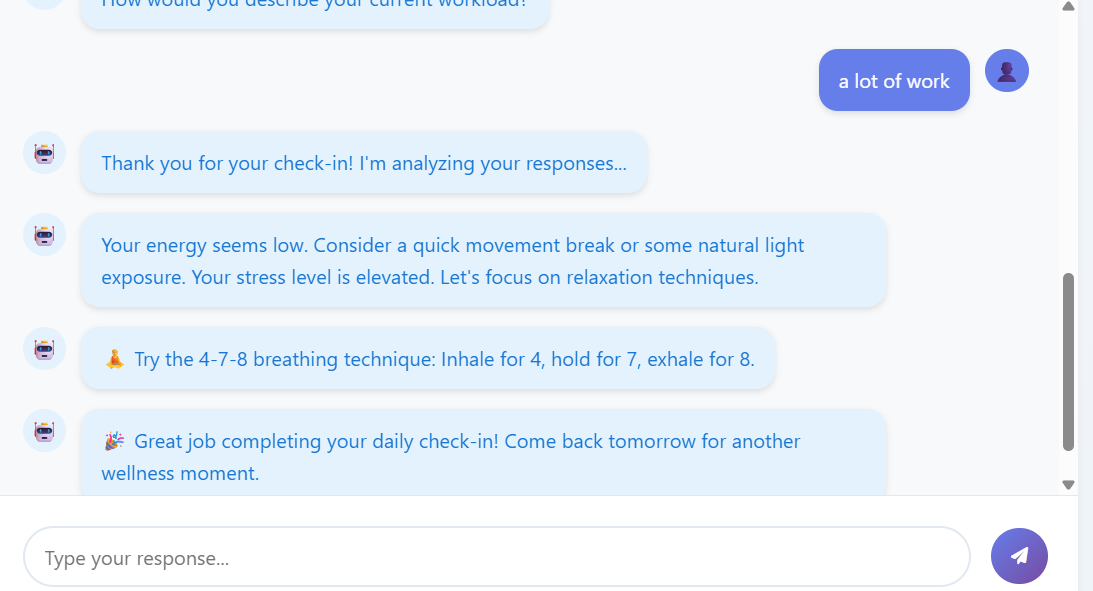 How would you describe your current workload?
a lot of work
Thank you for your check-in! I'm analyzing your responses...
Your energy seems low. Consider a quick movement break or some natural light
exposure. Your stress level is elevated. Let's focus on relaxation techniques.
Try the 4-7-8 breathing technique: Inhale for 4, hold for 7, exhale for 8.
Great job completing your daily check-in! Come back tomorrow for another
wellness moment.
Type your response...